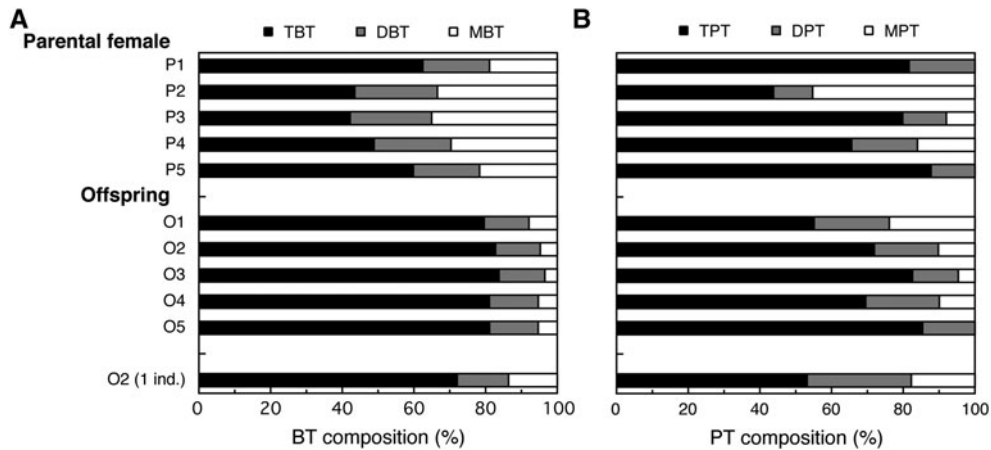 A
TBT DBT MBT
Parental female
P1
P2
P3
P4
P5
Offspring
O1
O2
O3
O4
O5
O2 (1 ind.)
0 20 40 60 80 100
BT composition (%)
B
TPT DPT MPT
0 20 40 60 80 100
PT composition (%)